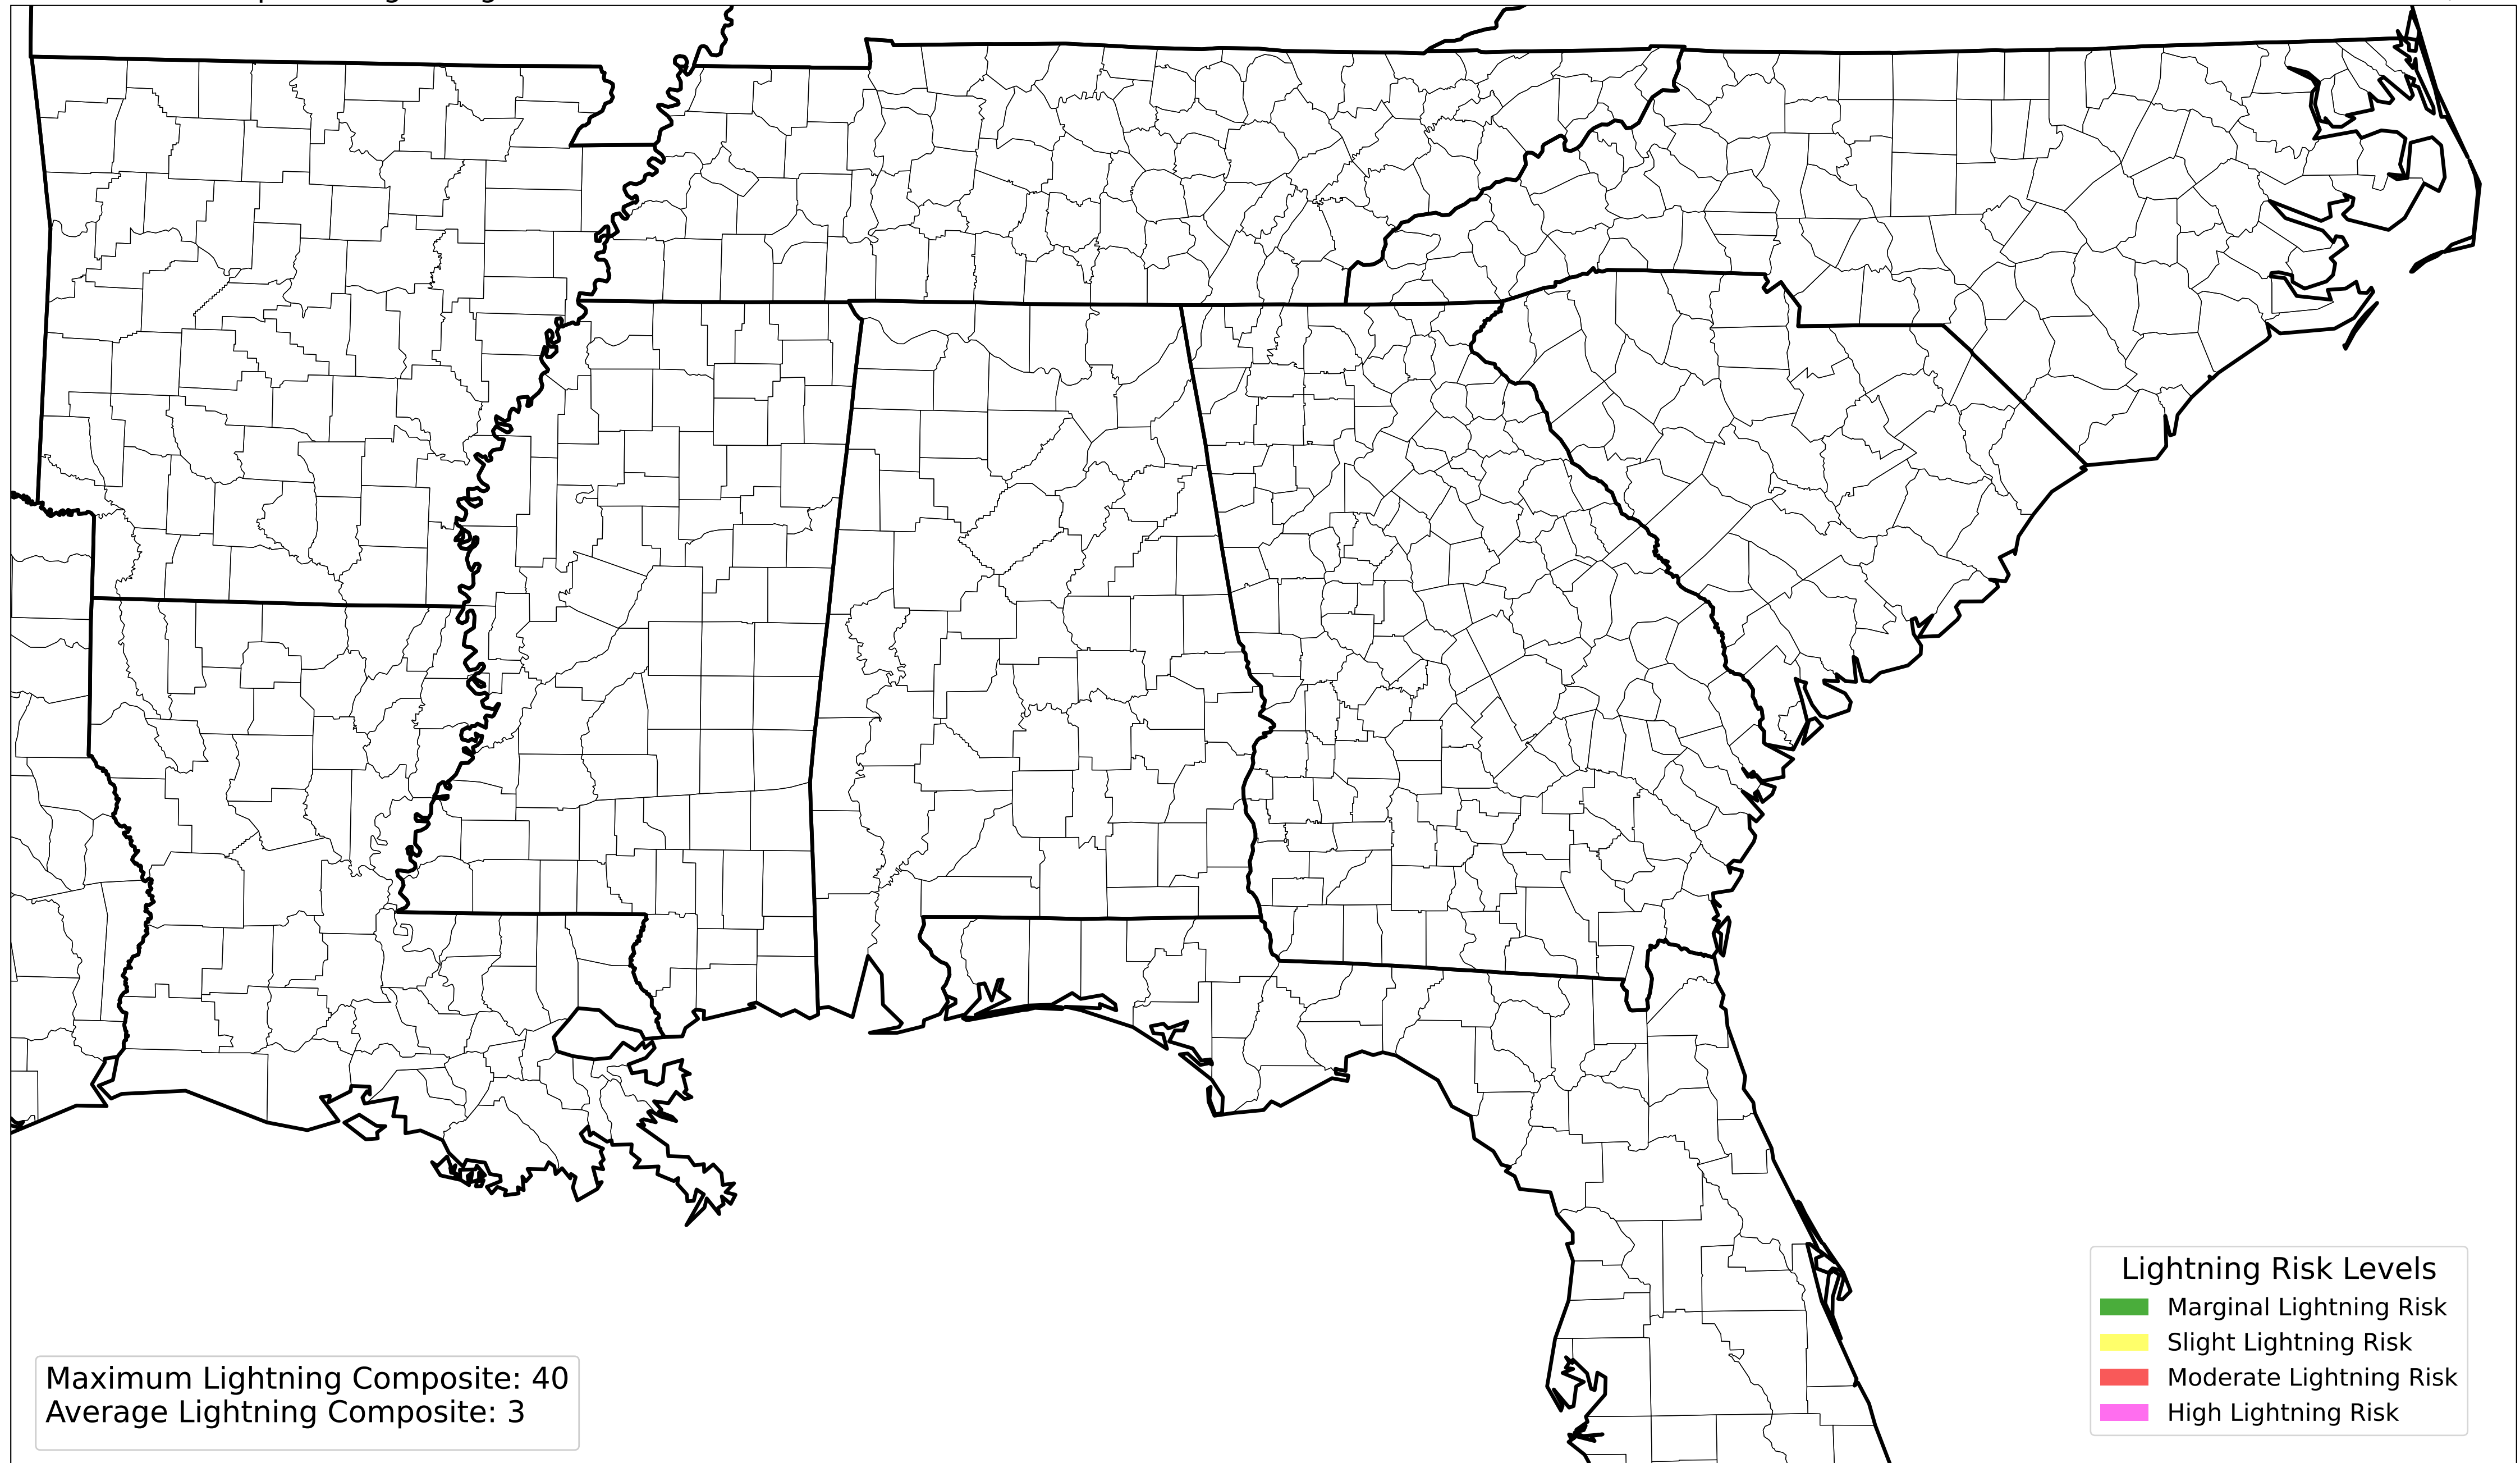 Lightning Risk Levels
Marginal Lightning Risk
Slight Lightning Risk
Moderate Lightning Risk
High Lightning Risk
Maximum Lightning Composite: 40
Average Lightning Composite: 3